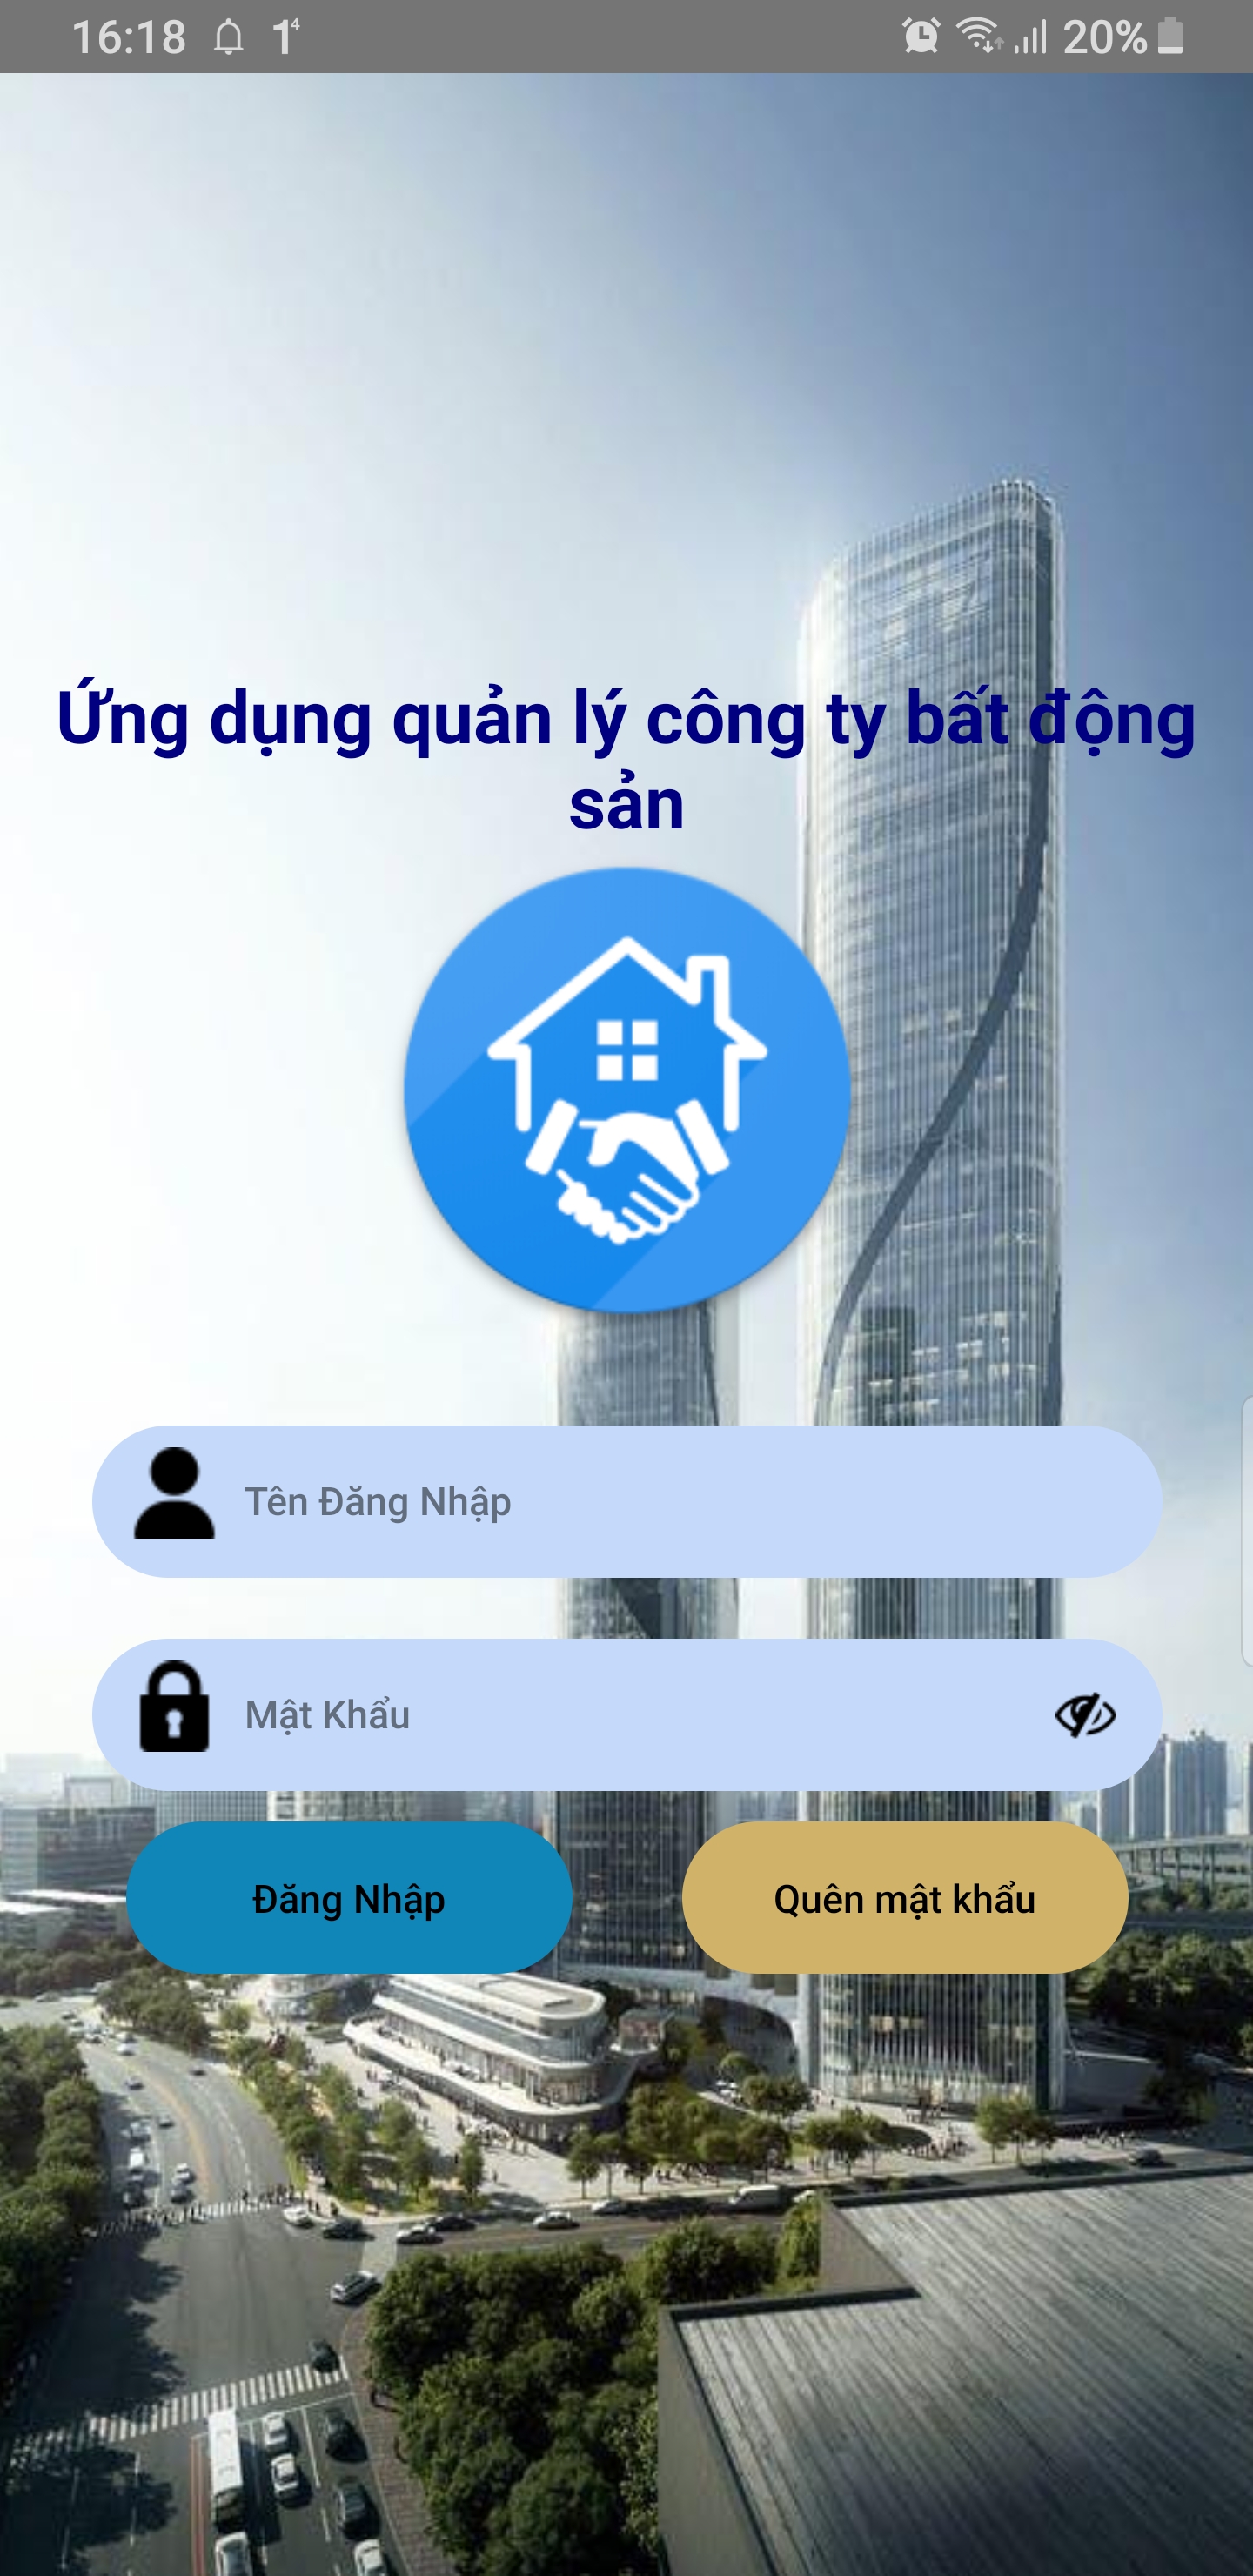 16:18 1⁴ 20%
Ứng dụng quản lý công ty bất động
sản
Tên Đăng Nhập
Mật Khẩu
Đăng Nhập Quên mật khẩu